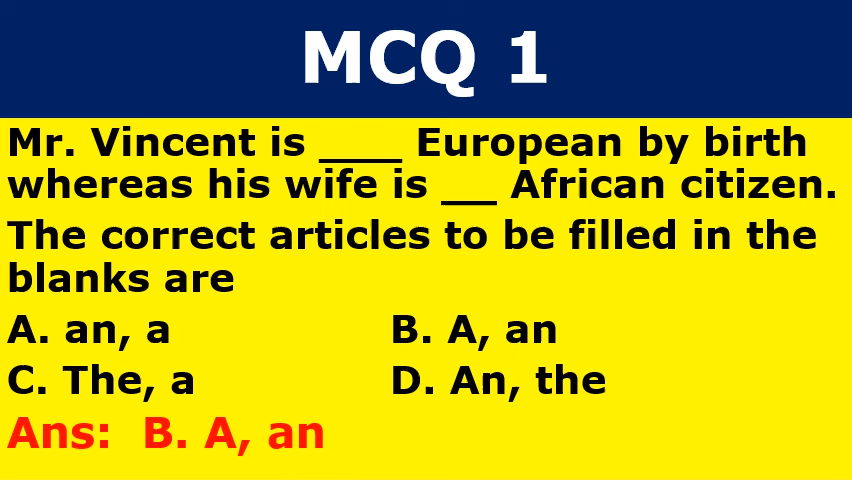 MCQ 1
Mr. Vincent is ____ European by birth
whereas his wife is ___ African citizen.
The correct articles to be filled in the
blanks are
A. an, a B. A, an
C. The, a D. An, the
Ans: B. A, an